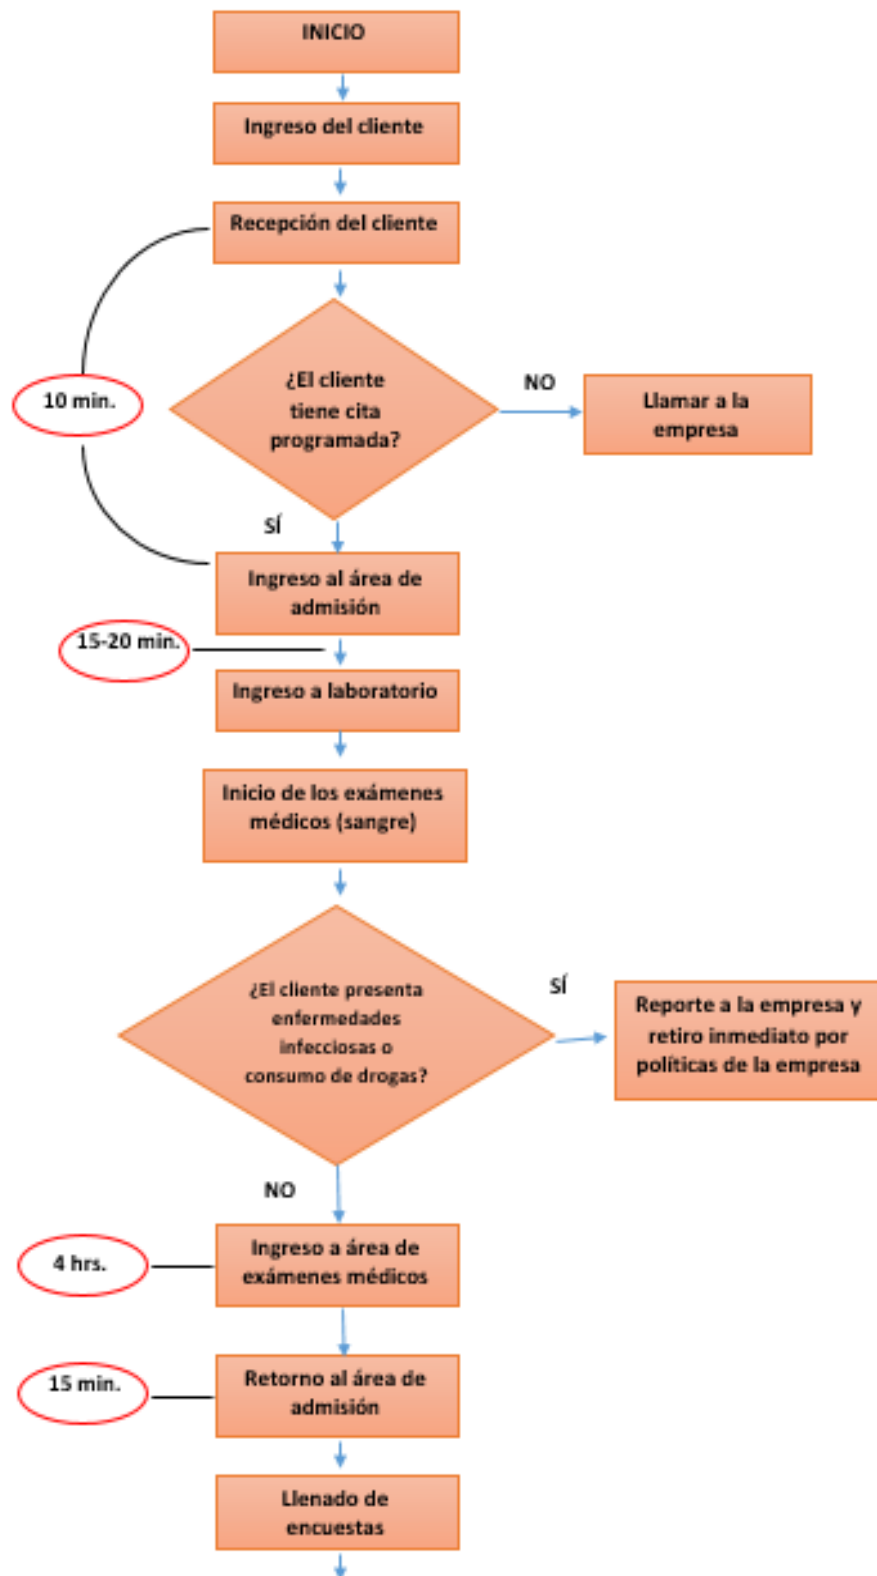 INICIO
Ingreso del cliente
Recepción del cliente
¿El cliente
tiene cita
programada?
NO
Llamar a la
empresa
10 min.
SÍ
Ingreso al área de
admisión
15-20 min.
Ingreso a laboratorio
Inicio de los exámenes
médicos (sangre)
¿El cliente presenta
enfermedades
infecciosas o
consumo de drogas?
SÍ
Reporte a la empresa y
retiro inmediato por
políticas de la empresa
NO
Ingreso a área de
exámenes médicos
4 hrs.
Retorno al área de
admisión
15 min.
Llenado de
encuestas